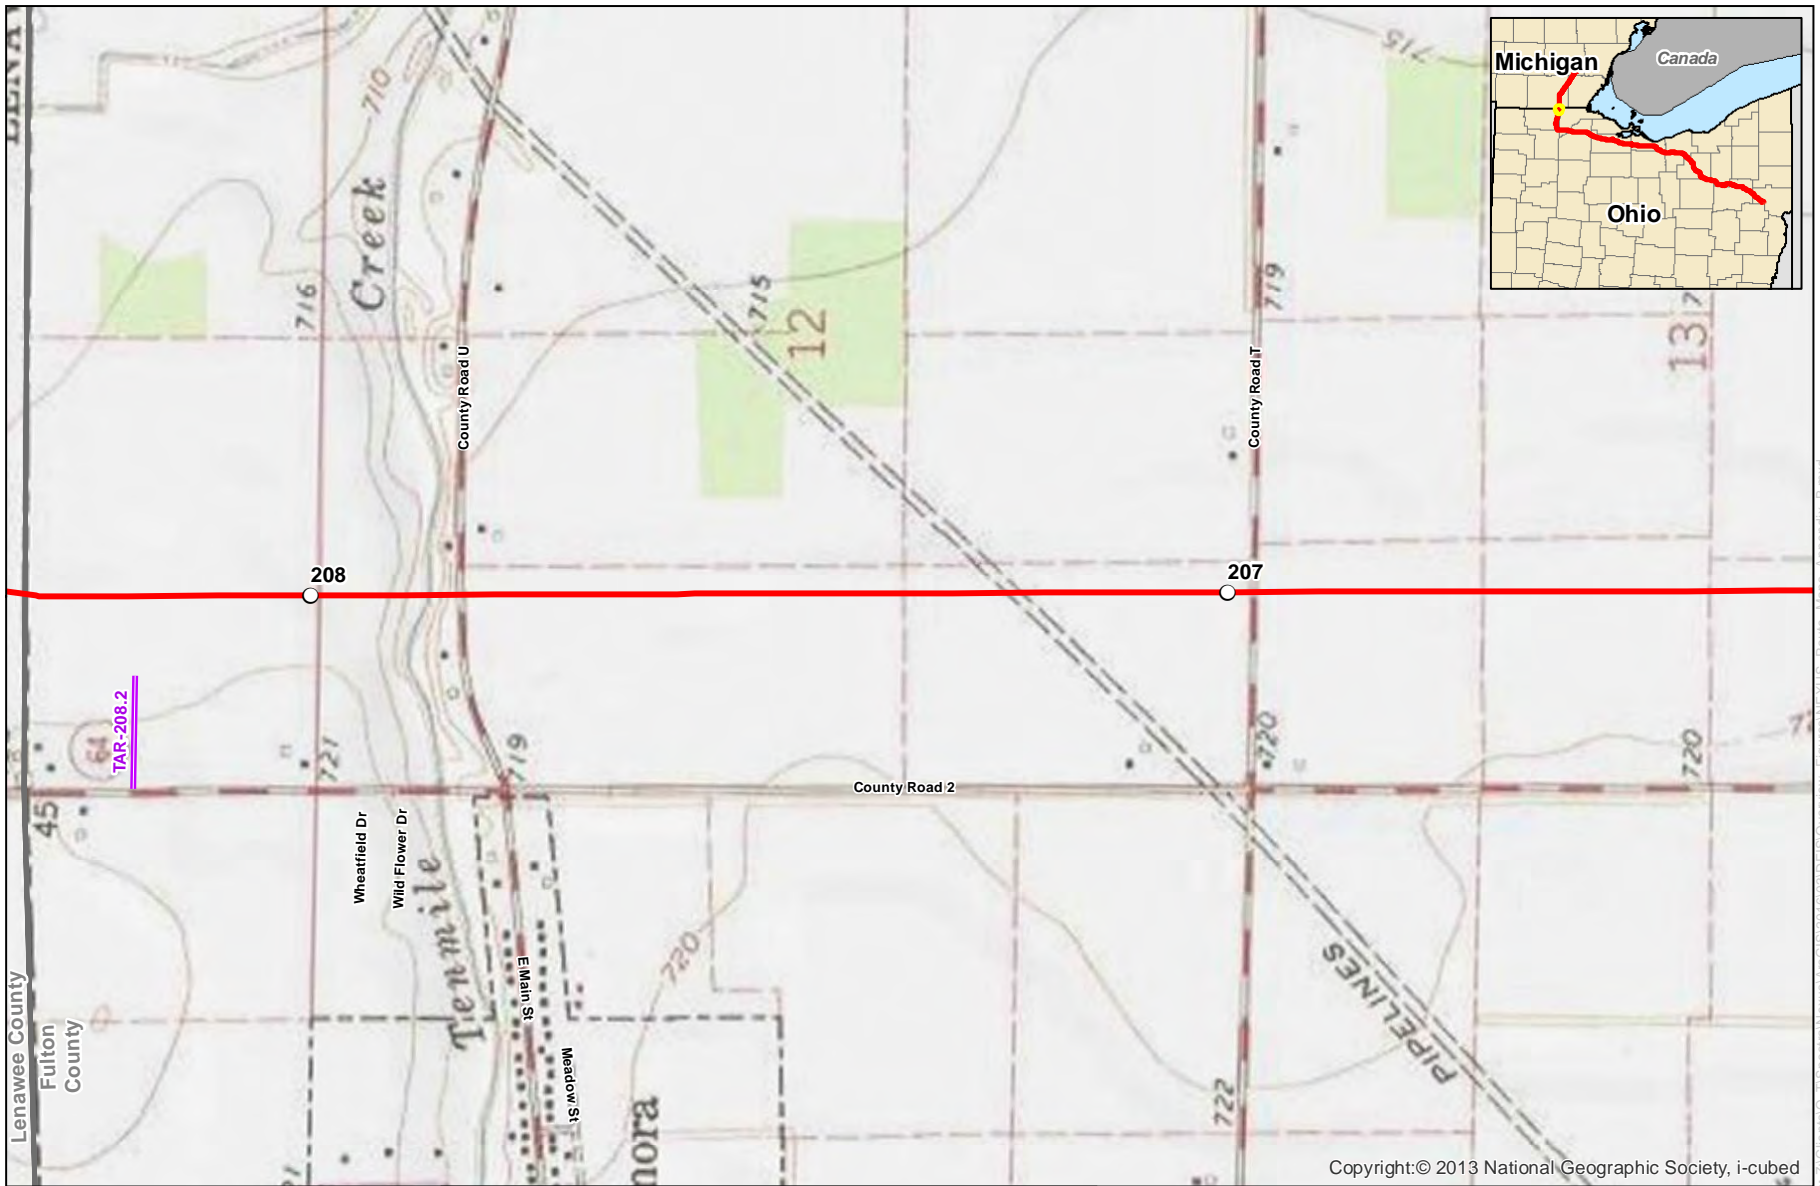 Michigan
Canada
Ohio
715
710
Creek
716
719
715
12
13
County Road U
County Road T
208
207
TAR-208.2
64
721
719
720
720
45
County Road 2
Wheatfield Dr
Wild Flower Dr
Tenmile
E Main St
Meadow St
720
PIPELINES
722
Lenawee County
Fulton
County
Copyright:© 2013 National Geographic Society, i-cubed